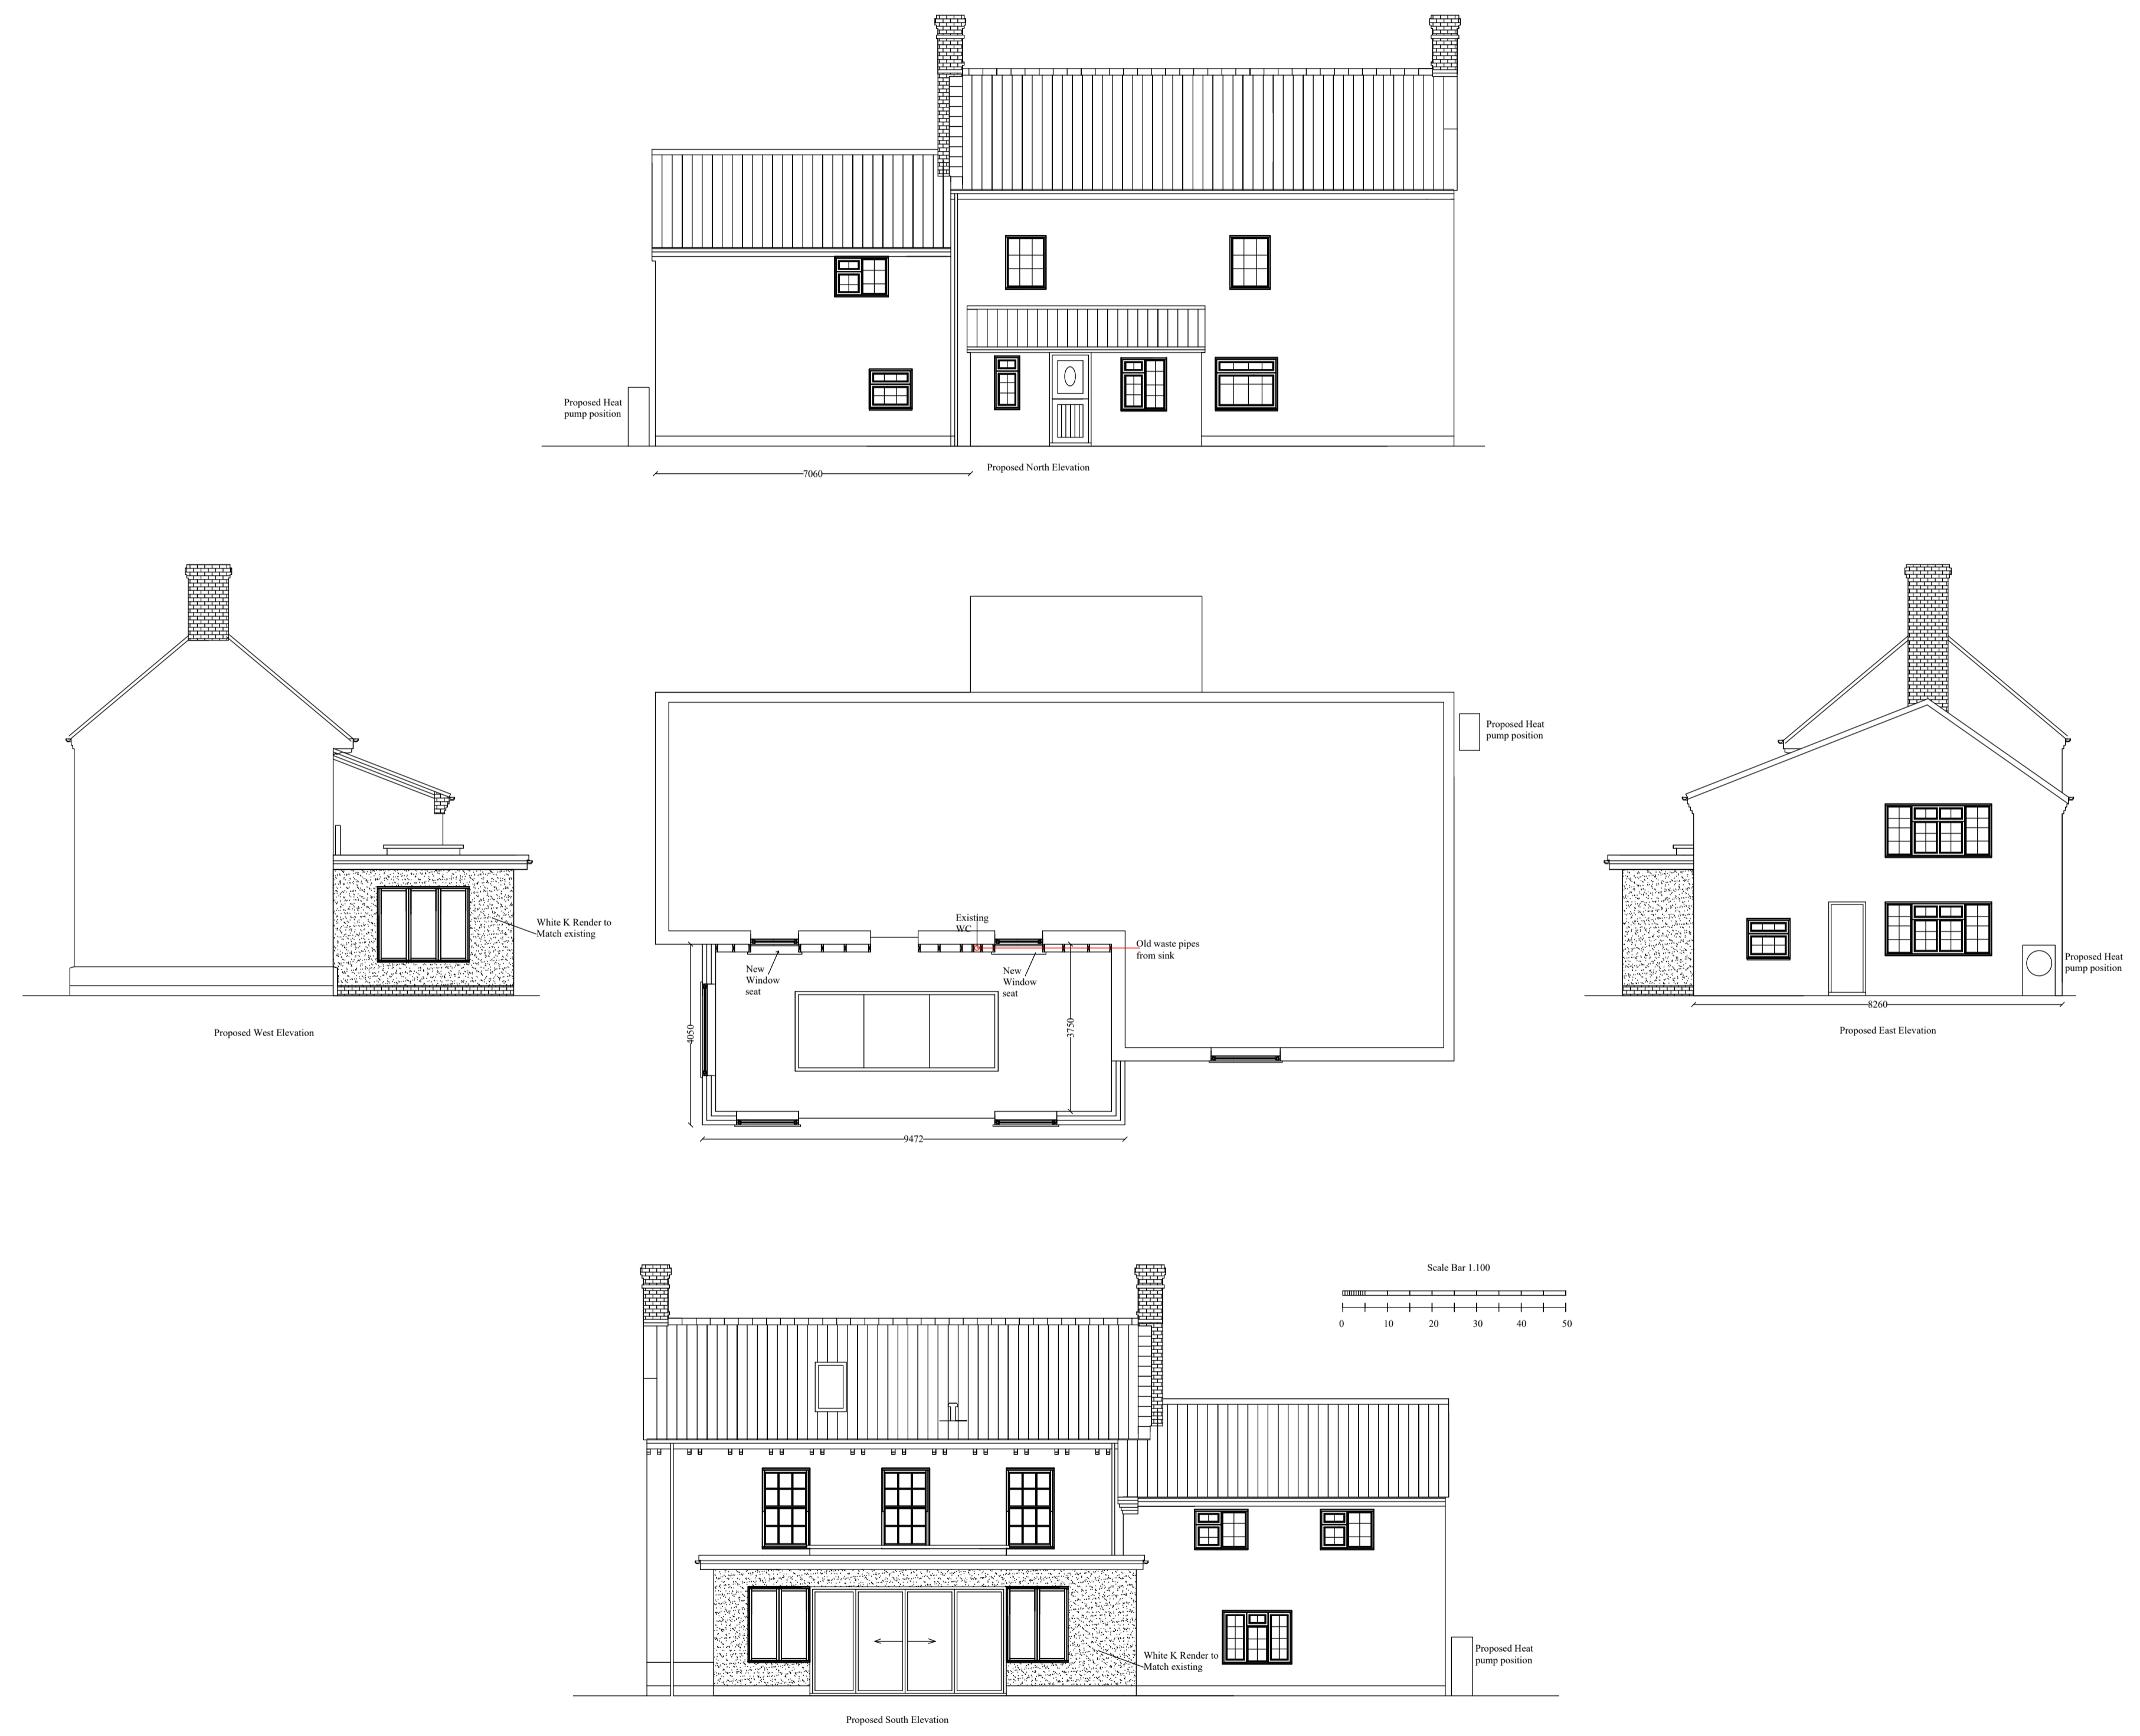 Proposed Heat
pump position
7060
Proposed North Elevation
White K Render to
Match existing
Proposed West Elevation
Proposed Heat
pump position
Existing
WC
Old waste pipes
from sink
New
Window
seat
New
Window
seat
4050
3750
9472
Proposed Heat
pump position
8260
Proposed East Elevation
Scale Bar 1.100
0 10 20 30 40 50
White K Render to
Match existing
Proposed Heat
pump position
Proposed South Elevation